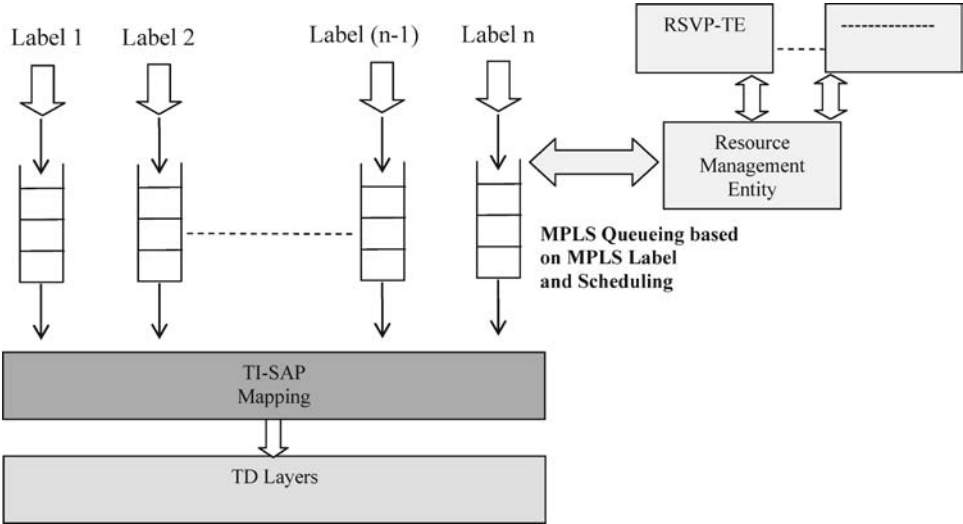 Label 1
Label 2
Label (n-1)
Label n
RSVP-TE
Resource
Management
Entity
MPLS Queueing based
on MPLS Label
and Scheduling
TI-SAP
Mapping
TD Layers